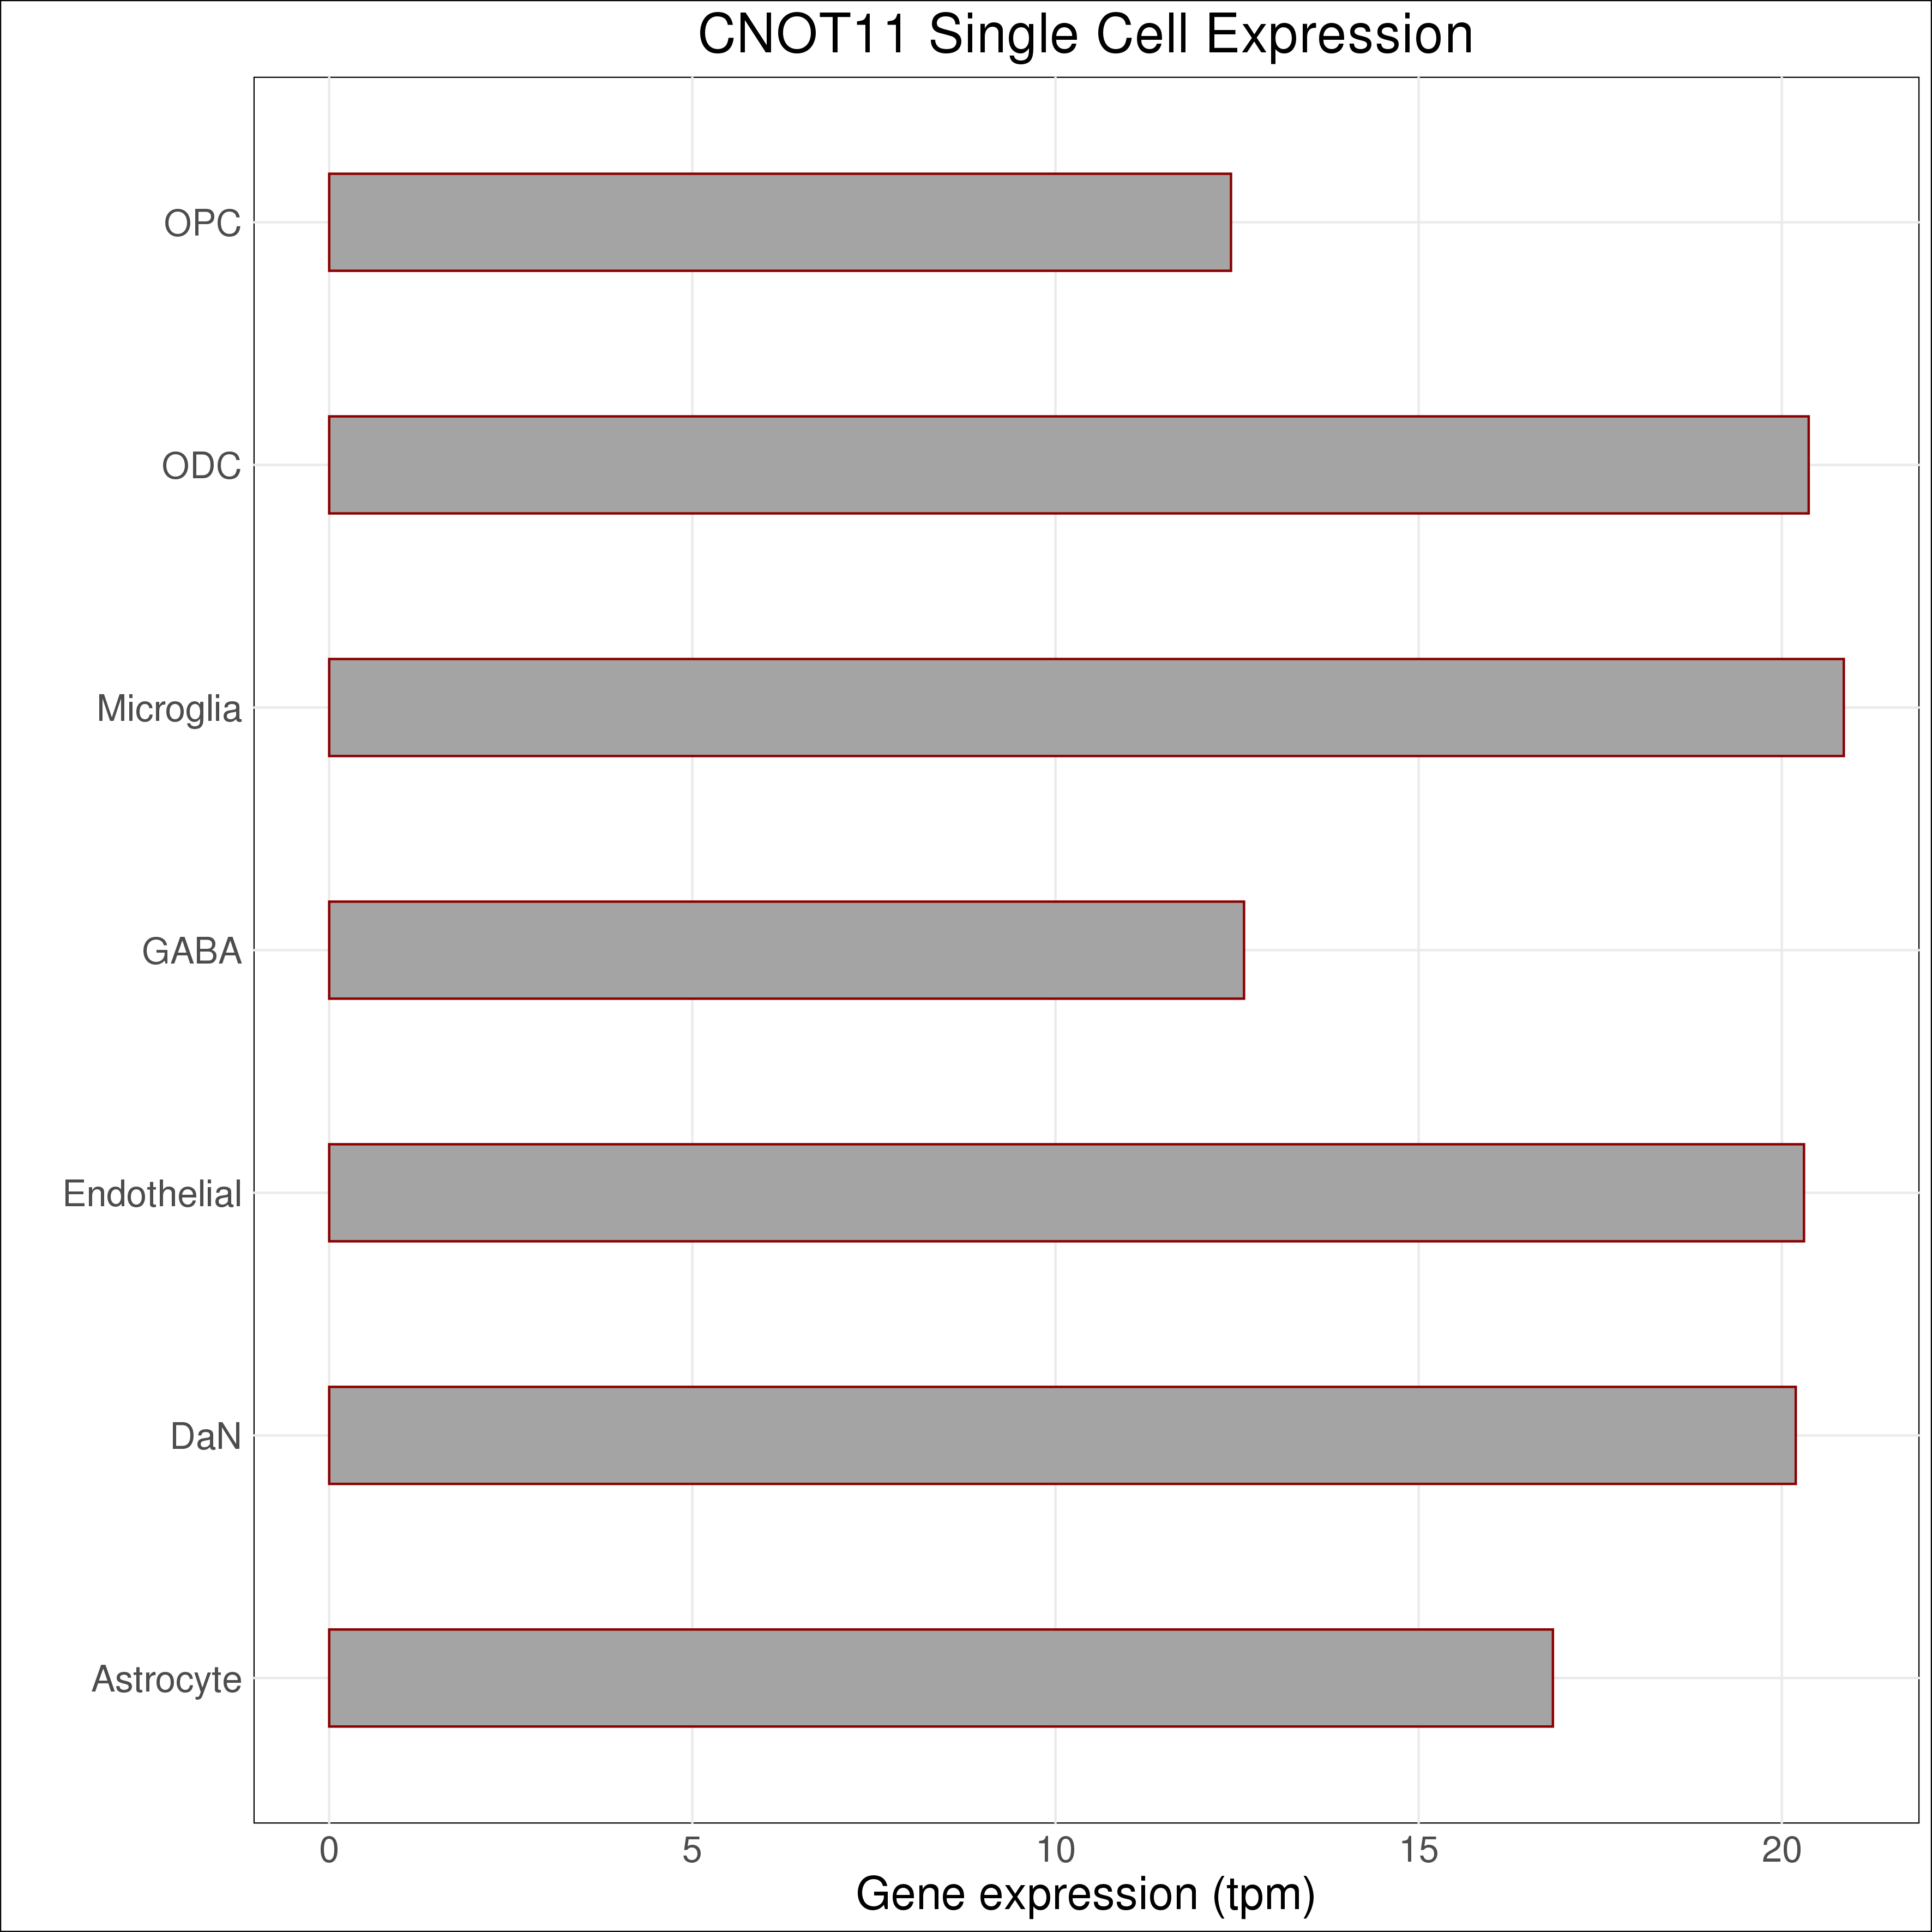 CNOT11 Single Cell Expression
OPC
ODC
Microglia
GABA
Endothelial
DaN
Astrocyte
0 5 10 15 20
Gene expression (tpm)